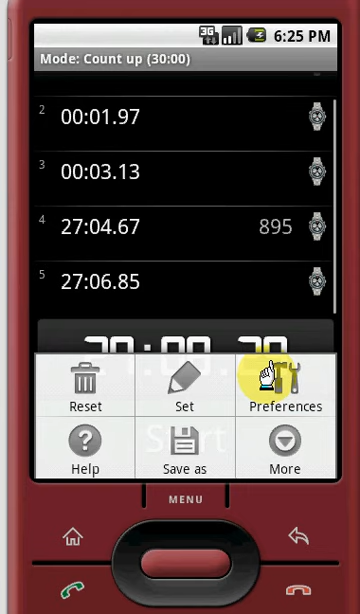 3G 6:25 PM
Mode: Count up (30:00)
2 00:01.97
3 00:03.13
4 27:04.67 895
5 27:06.85
Reset Set Preferences
Help Save as More
MENU